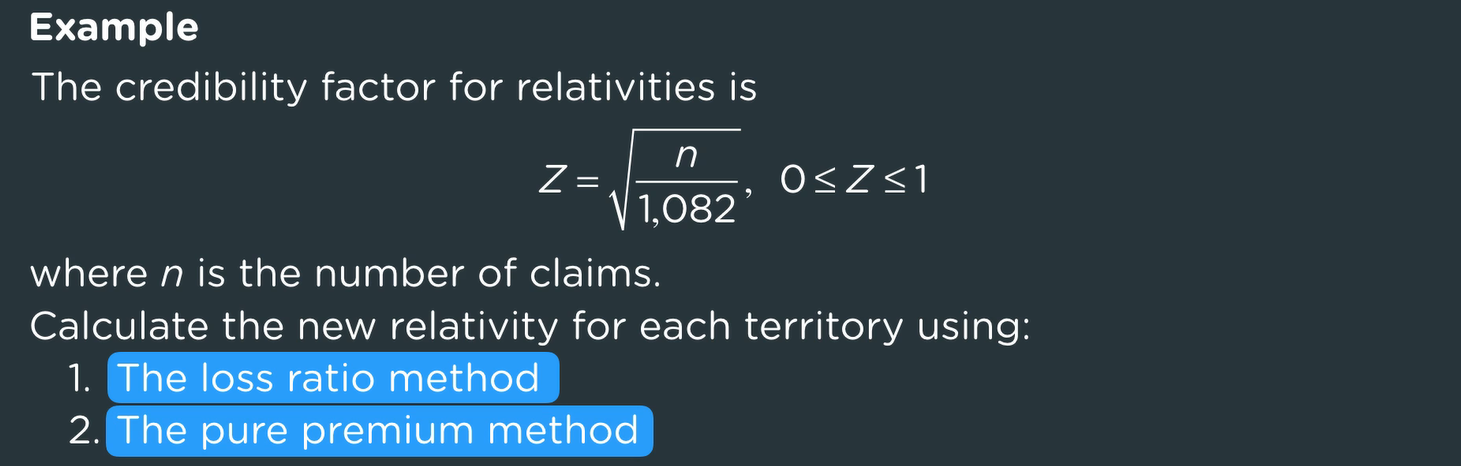 Example
The credibility factor for relativities is
Z = √(n/1,082), 0 ≤ Z ≤ 1
where n is the number of claims.
Calculate the new relativity for each territory using:
1. The loss ratio method
2. The pure premium method